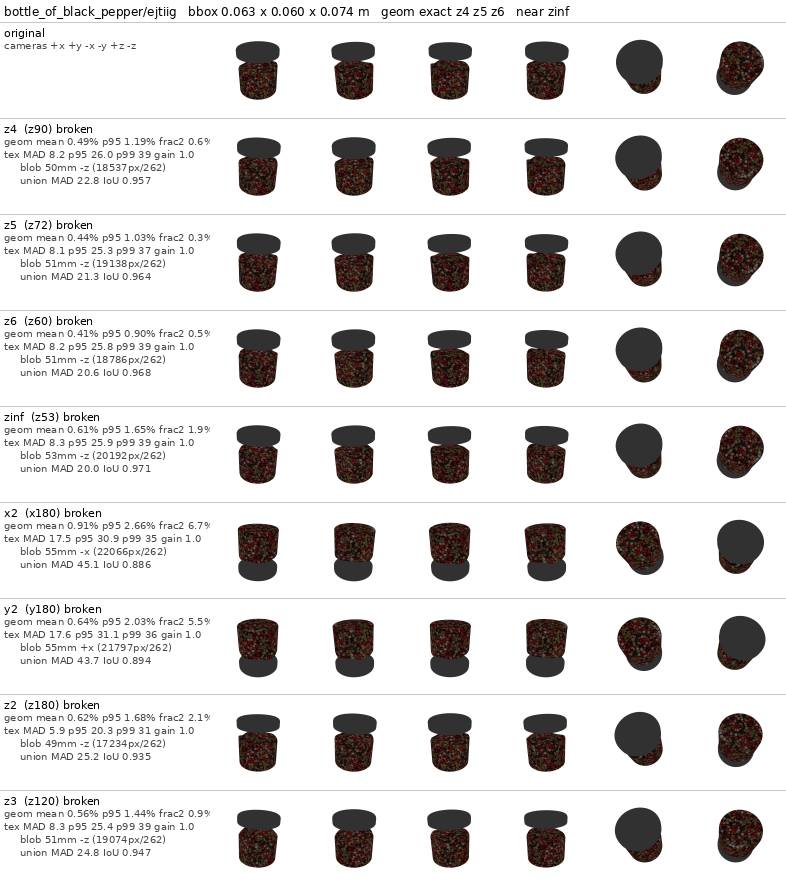 bottle_of_black_pepper/ejtiig   bbox 0.063 x 0.060 x 0.074 m   geom exact z4 z5 z6   near zinf
original
cameras +x +y -x -y +z -z
z4  (z90) broken
geom mean 0.49% p95 1.19% frac2 0.6%
tex MAD 8.2 p95 26.0 p99 39 gain 1.0
blob 50mm -z (18537px/262)
union MAD 22.8 IoU 0.957
z5  (z72) broken
geom mean 0.44% p95 1.03% frac2 0.3%
tex MAD 8.1 p95 25.3 p99 37 gain 1.0
blob 51mm -z (19138px/262)
union MAD 21.3 IoU 0.964
z6  (z60) broken
geom mean 0.41% p95 0.90% frac2 0.5%
tex MAD 8.2 p95 25.8 p99 39 gain 1.0
blob 51mm -z (18786px/262)
union MAD 20.6 IoU 0.968
zinf  (z53) broken
geom mean 0.61% p95 1.65% frac2 1.9%
tex MAD 8.3 p95 25.9 p99 39 gain 1.0
blob 53mm -z (20192px/262)
union MAD 20.0 IoU 0.971
x2  (x180) broken
geom mean 0.91% p95 2.66% frac2 6.7%
tex MAD 17.5 p95 30.9 p99 35 gain 1.0
blob 55mm -x (22066px/262)
union MAD 45.1 IoU 0.886
y2  (y180) broken
geom mean 0.64% p95 2.03% frac2 5.5%
tex MAD 17.6 p95 31.1 p99 36 gain 1.0
blob 55mm +x (21797px/262)
union MAD 43.7 IoU 0.894
z2  (z180) broken
geom mean 0.62% p95 1.68% frac2 2.1%
tex MAD 5.9 p95 20.3 p99 31 gain 1.0
blob 49mm -z (17234px/262)
union MAD 25.2 IoU 0.935
z3  (z120) broken
geom mean 0.56% p95 1.44% frac2 0.9%
tex MAD 8.3 p95 25.4 p99 39 gain 1.0
blob 51mm -z (19074px/262)
union MAD 24.8 IoU 0.947